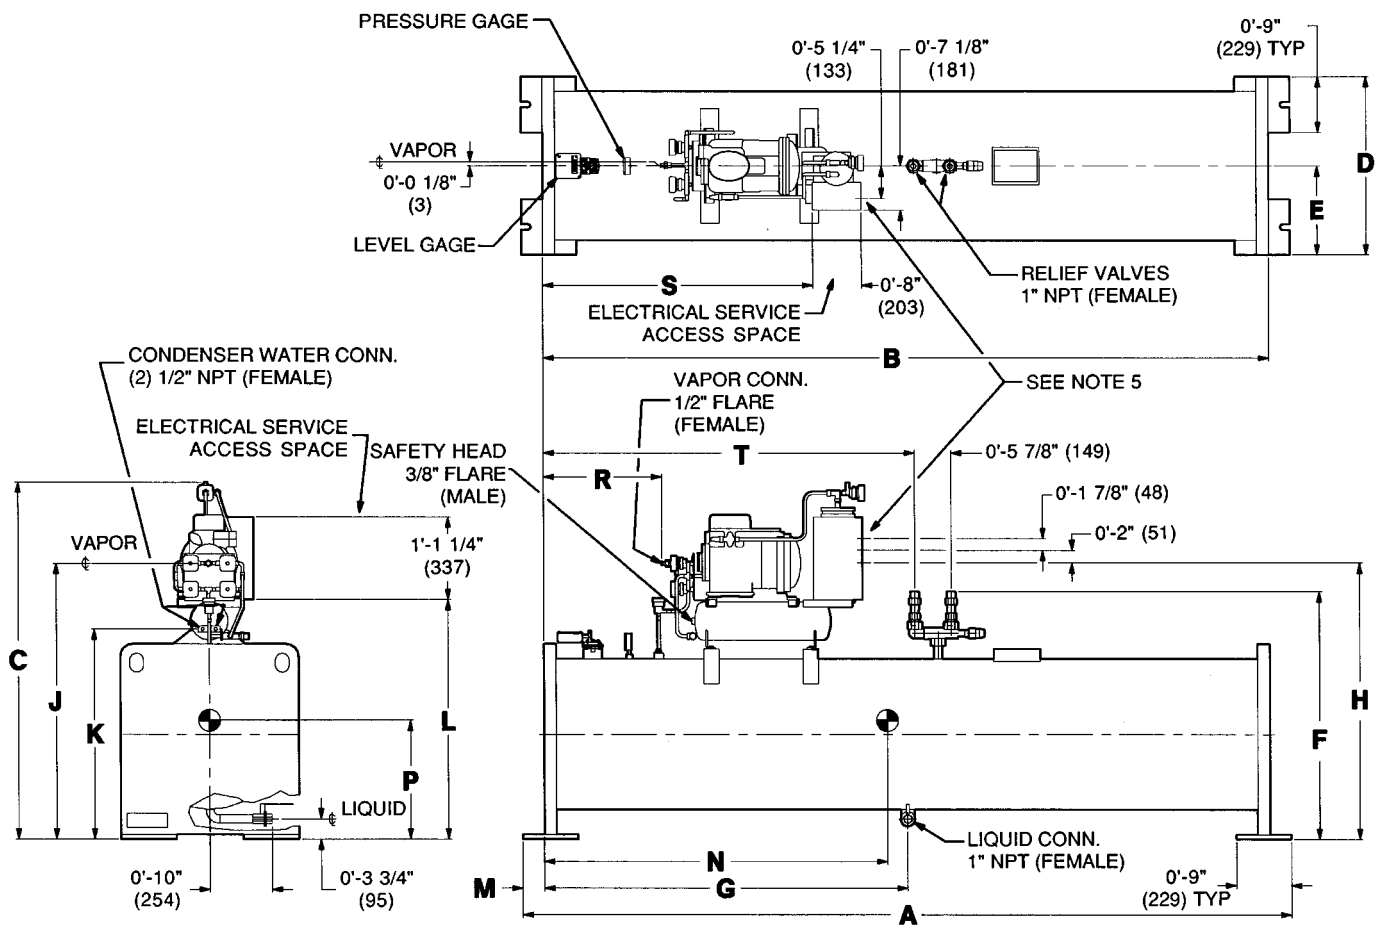 PRESSURE GAGE
0'-5 1/4"
(133)
0'-7 1/8"
(181)
0'-9"
(229) TYP
VAPOR
0'-0 1/8"
(3)
LEVEL GAGE
D
E
S
0'-8"
(203)
ELECTRICAL SERVICE
ACCESS SPACE
RELIEF VALVES
1" NPT (FEMALE)
B
CONDENSER WATER CONN.
(2) 1/2" NPT (FEMALE)
VAPOR CONN.
1/2" FLARE
(FEMALE)
SEE NOTE 5
ELECTRICAL SERVICE
ACCESS SPACE
SAFETY HEAD
3/8" FLARE
(MALE)
T
0'-5 7/8" (149)
R
0'-1 7/8" (48)
0'-2" (51)
VAPOR
1'-1 1/4"
(337)
C
J
K
L
P
H
F
LIQUID
LIQUID CONN.
1" NPT (FEMALE)
0'-10"
(254)
0'-3 3/4"
(95)
M
N
G
A
0'-9"
(229) TYP